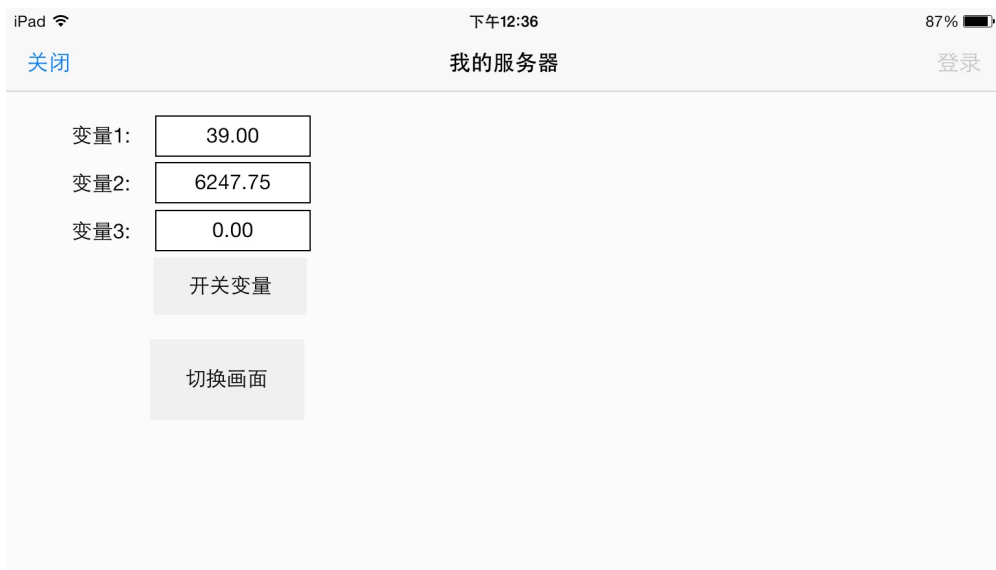 iPad 下午12:36 87%
关闭 我的服务器 登录
变量1: 39.00
变量2: 6247.75
变量3: 0.00
开关变量
切换画面